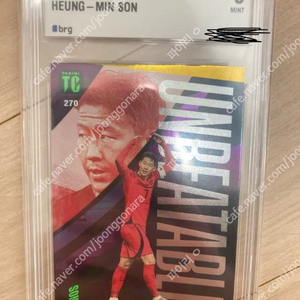 HEUNG-MIN SON
MINT
brg
PANINI
TC
270
UNBEATABLE
cafe.naver.com/joonggonara